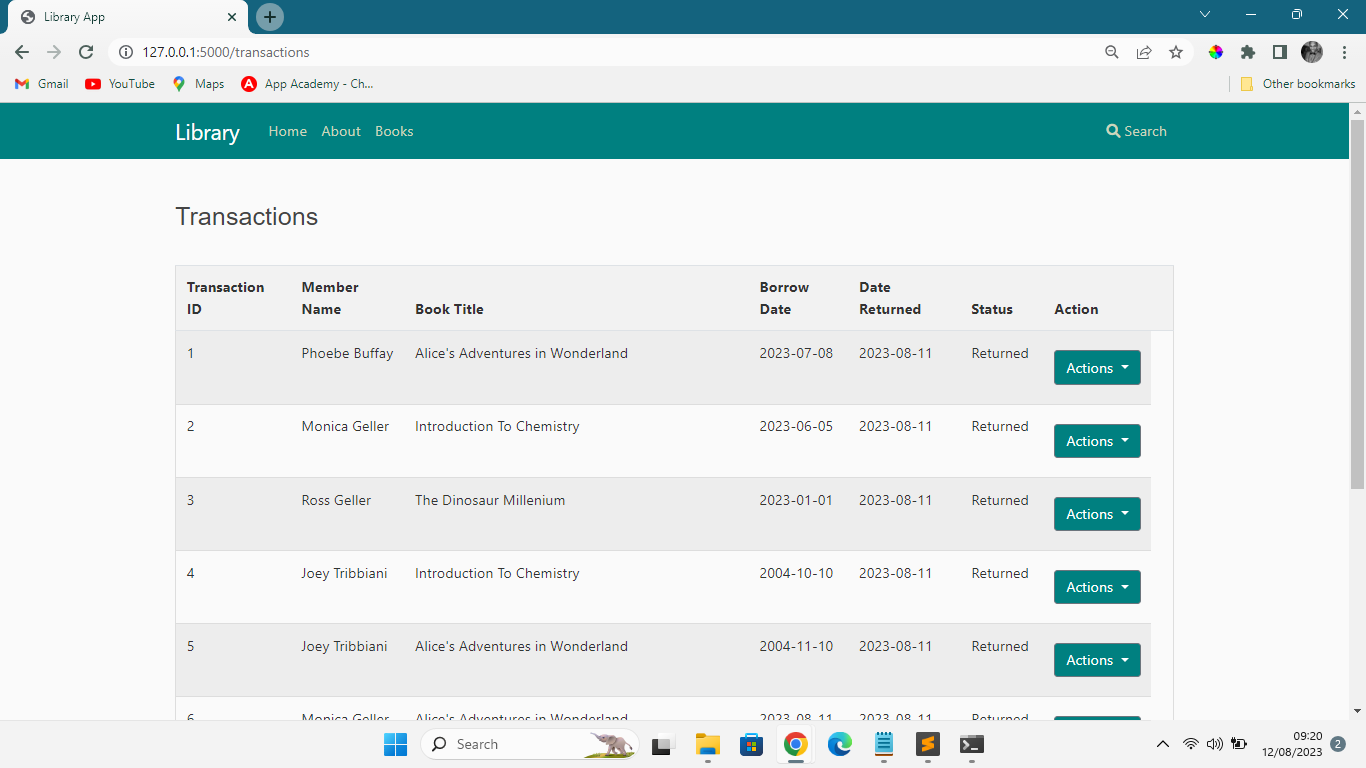 Library App
127.0.0.1:5000/transactions
Gmail YouTube Maps App Academy - Ch... Other bookmarks
Library Home About Books Search
Transactions
Transaction ID Member Name Book Title Borrow Date Date Returned Status Action
1 Phoebe Buffay Alice's Adventures in Wonderland 2023-07-08 2023-08-11 Returned Actions
2 Monica Geller Introduction To Chemistry 2023-06-05 2023-08-11 Returned Actions
3 Ross Geller The Dinosaur Millenium 2023-01-01 2023-08-11 Returned Actions
4 Joey Tribbiani Introduction To Chemistry 2004-10-10 2023-08-11 Returned Actions
5 Joey Tribbiani Alice's Adventures in Wonderland 2004-11-10 2023-08-11 Returned Actions
6 Monica Geller Alice's Adventures in Wonderland 2023-08-11 2023-08-11 Returned
Search 09:20
12/08/2023 2